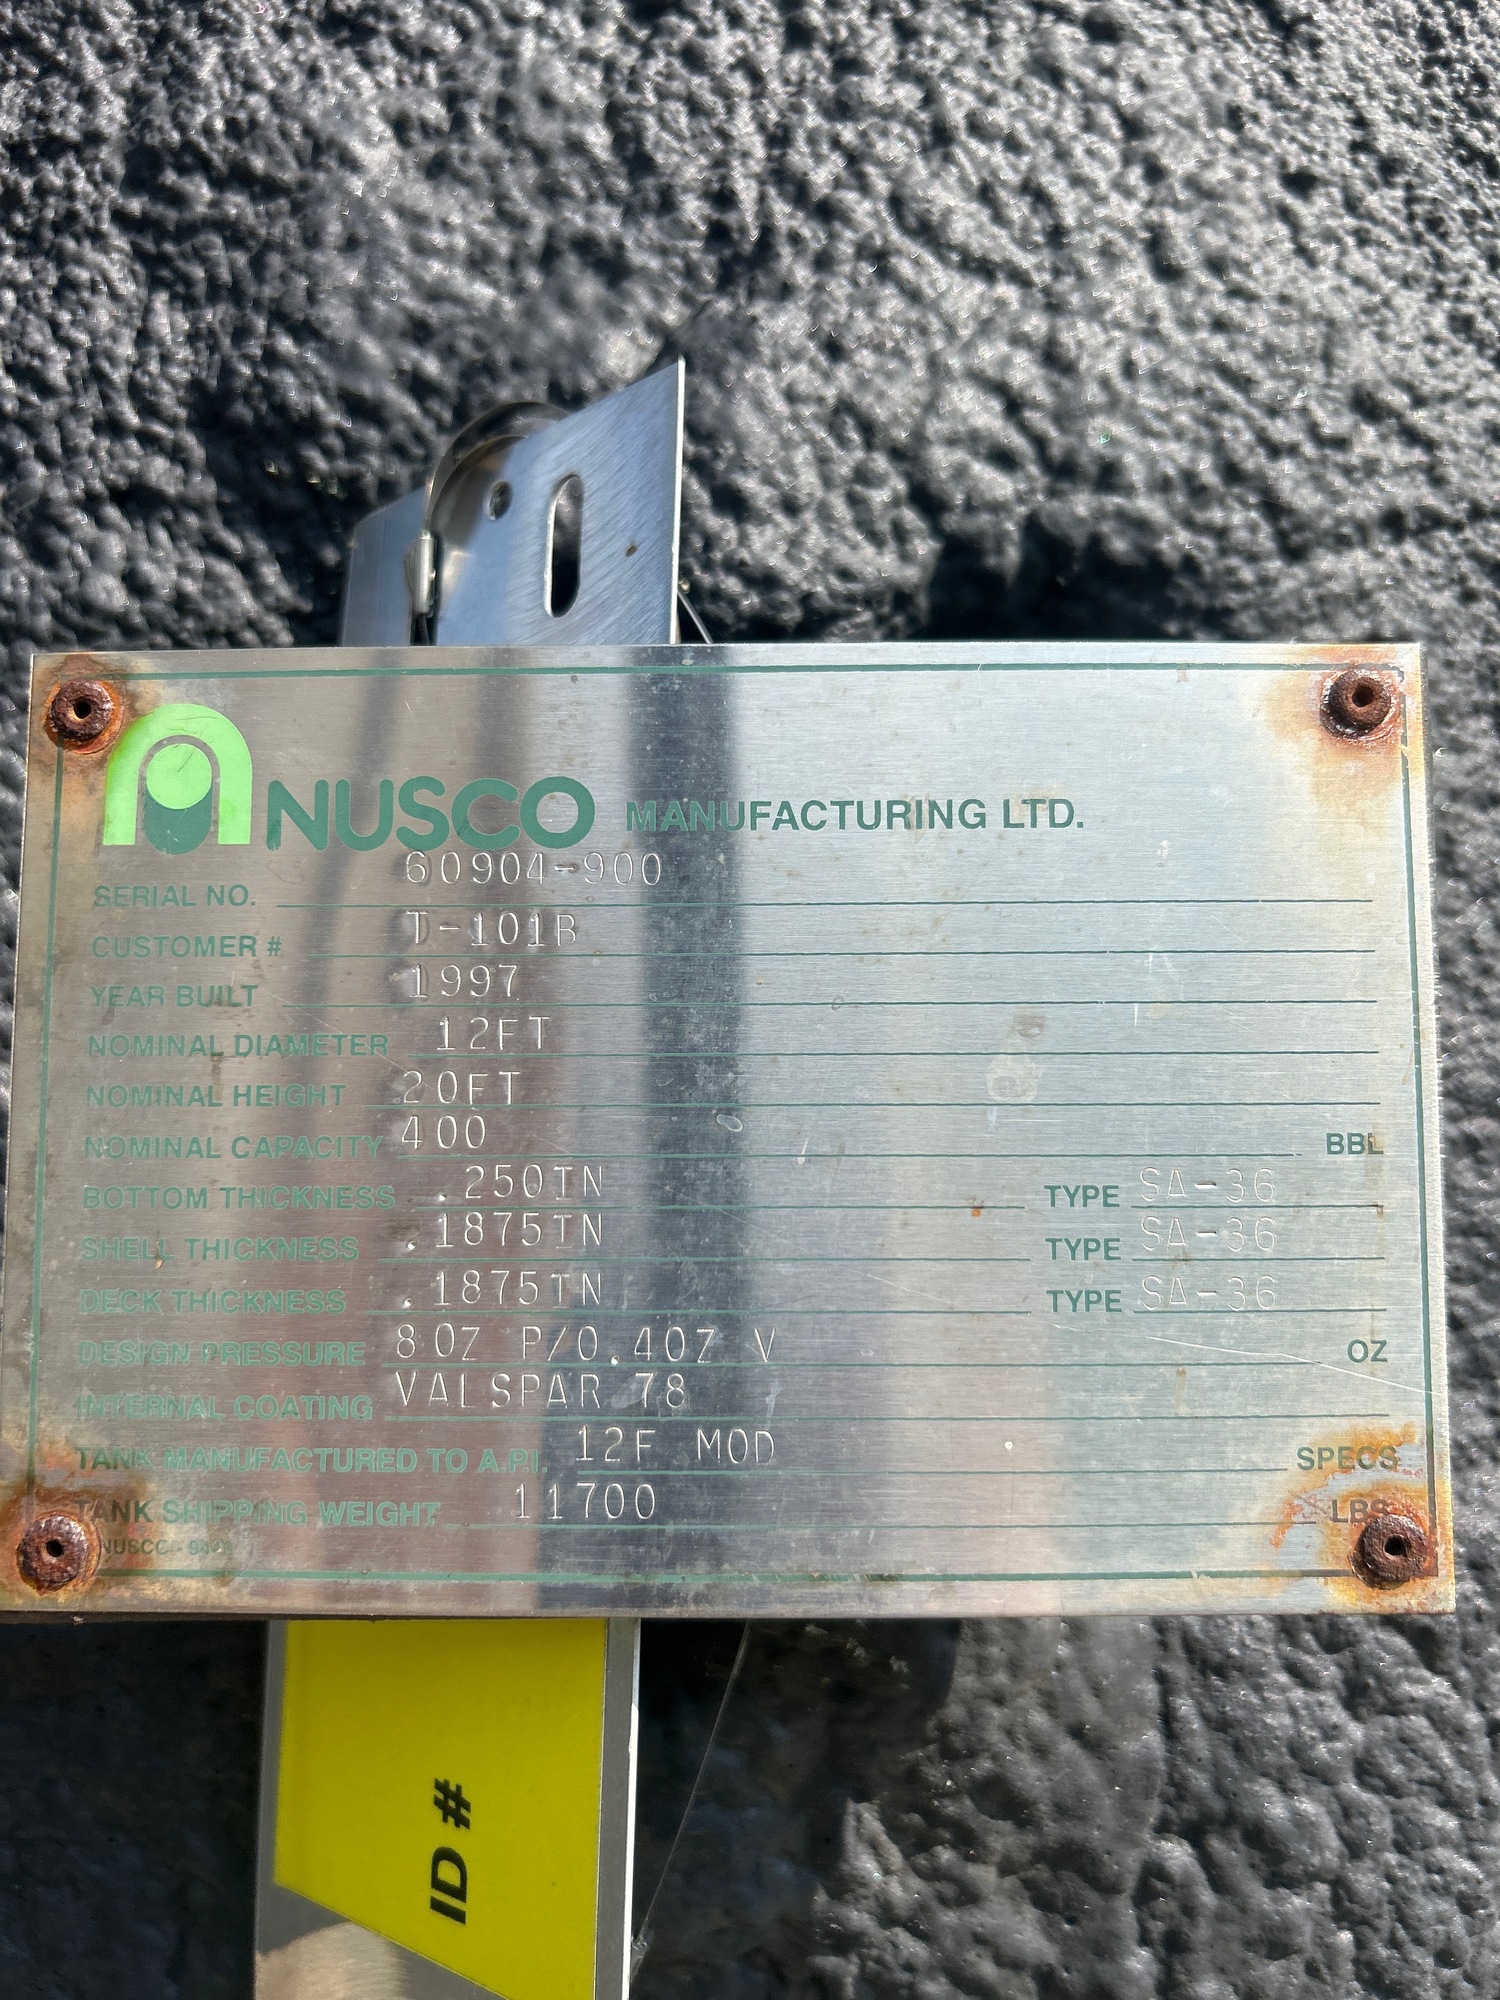 NUSCO MANUFACTURING LTD.
SERIAL NO. 60904-900
CUSTOMER # T-101B
YEAR BUILT 1997
NOMINAL DIAMETER 12FT
NOMINAL HEIGHT 20FT
NOMINAL CAPACITY 400 BBL
BOTTOM THICKNESS .250IN TYPE SA-36
SHELL THICKNESS .1875IN TYPE SA-36
DECK THICKNESS .1875IN TYPE SA-36
DESIGN PRESSURE 8OZ P/0.4OZ V OZ
INTERNAL COATING VALSPAR 78
TANK MANUFACTURED TO A.P.I. 12F MOD SPECS
TANK SHIPPING WEIGHT 11700 LBS
NUSCO
ID #